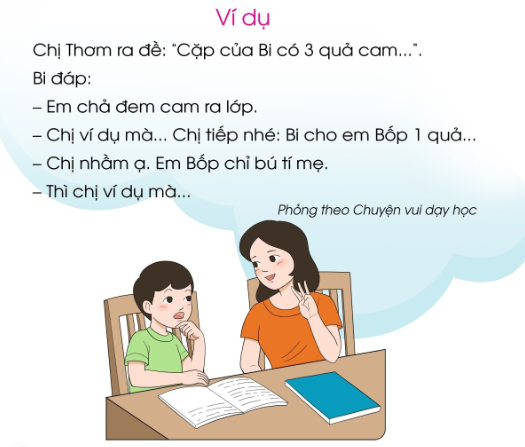 Ví dụ
Chị Thơm ra đề: "Cặp của Bi có 3 quả cam...".
Bi đáp:
– Em chả đem cam ra lớp.
– Chị ví dụ mà... Chị tiếp nhé: Bi cho em Bốp 1 quả...
– Chị nhầm ạ. Em Bốp chỉ bú tí mẹ.
– Thì chị ví dụ mà...
Phỏng theo Chuyện vui dạy học